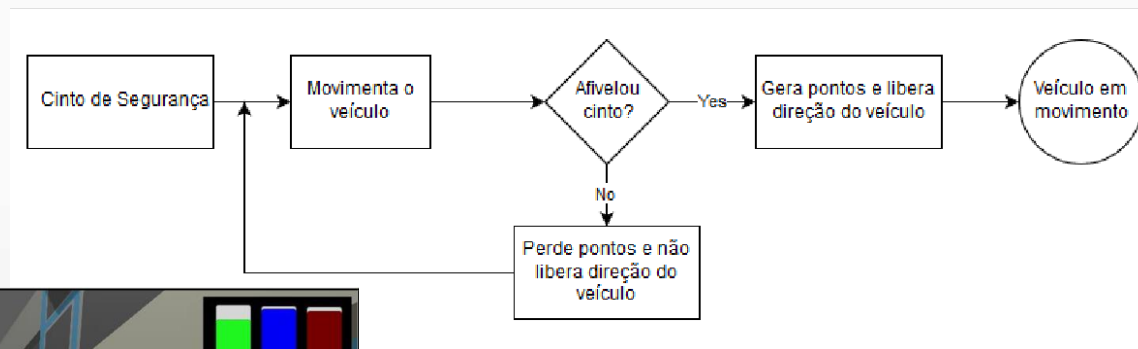 Cinto de Segurança
Movimenta o
veículo
Afivelou
cinto?
Yes
Gera pontos e libera
direção do veículo
Veículo em
movimento
No
Perde pontos e não
libera direção do
veículo